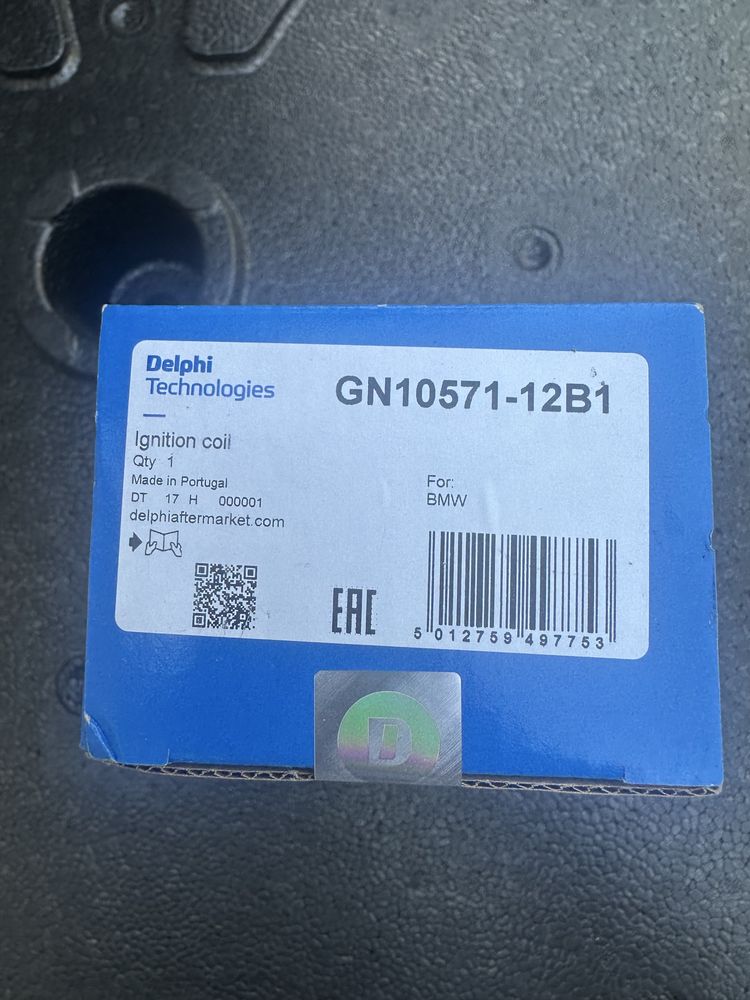 Delphi
Technologies
GN10571-12B1
Ignition coil
Qty 1
Made in Portugal
DT 17 H 000001
delphiaftermarket.com
For:
BMW
EAC
5 012759 497753
D